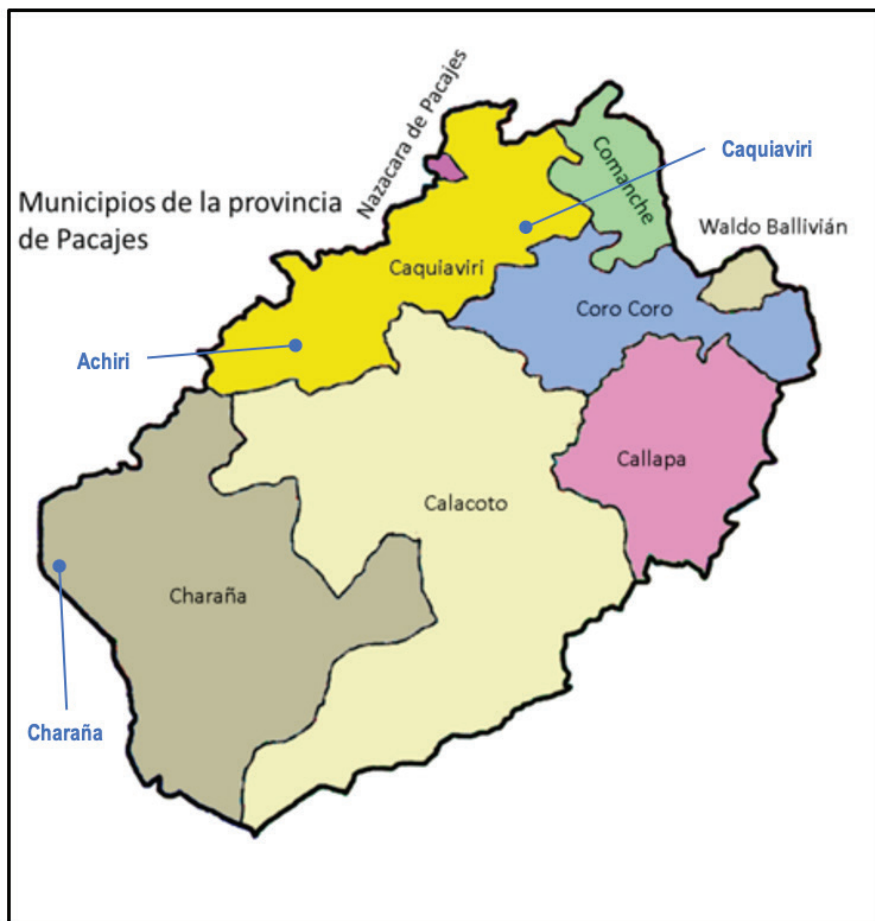 Nazacara de Pacajes
Comanche
Caquiaviri
Municipios de la provincia
de Pacajes
Waldo Ballivián
Caquiaviri
Coro Coro
Achiri
Callapa
Calacoto
Charaña
Charaña